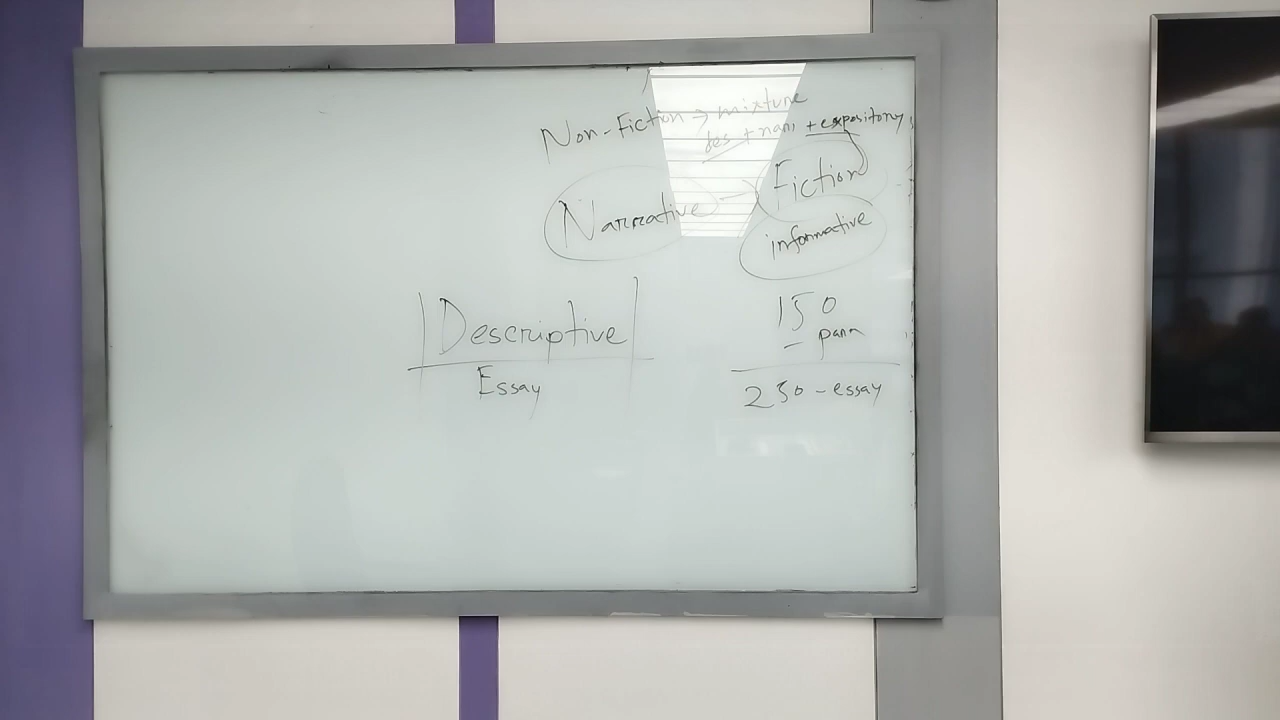 Non-Fiction → mixture
des + narr + expository
Narrative — Fiction
informative
Descriptive
Essay
150
– para
250 – essay